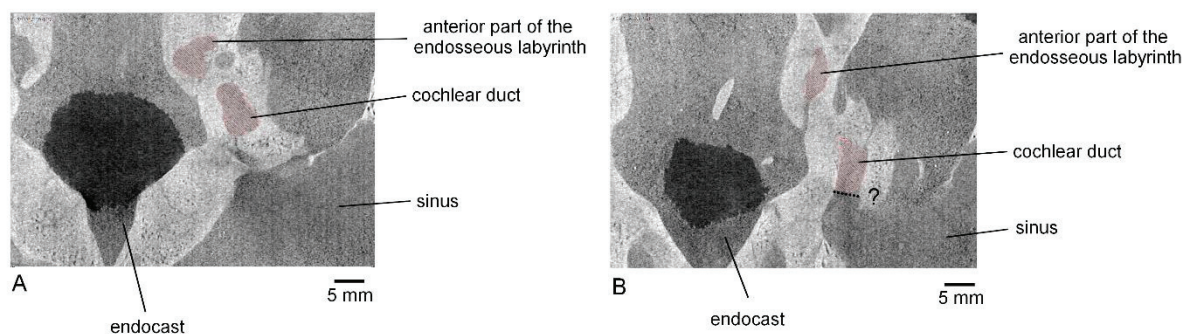 anterior part of the
endosseous labyrinth
cochlear duct
sinus
A
5 mm
endocast
anterior part of the
endosseous labyrinth
cochlear duct
?
sinus
B
5 mm
endocast